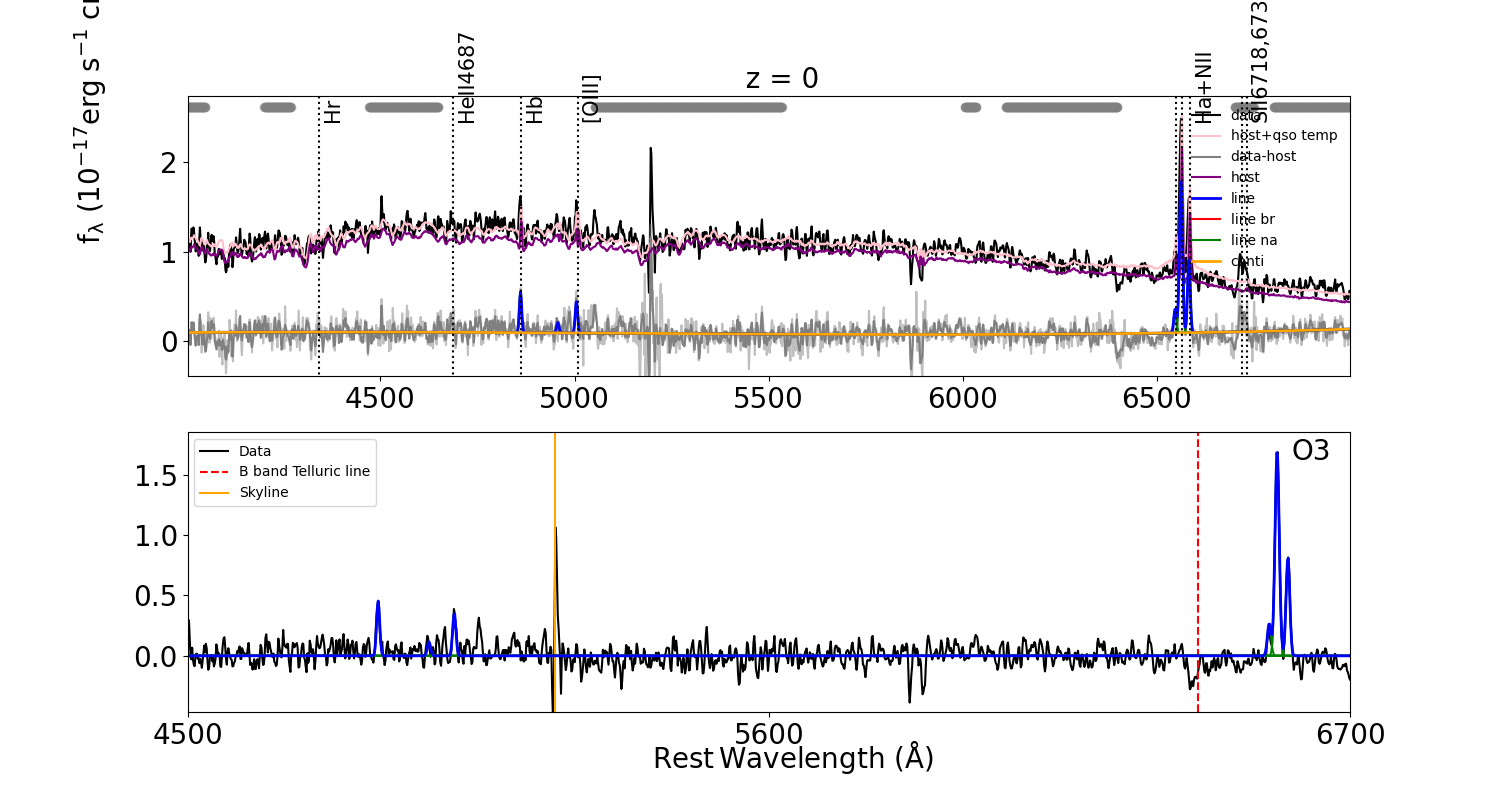 z = 0
f_λ (10^−17 erg s^−1 c
Hr
HeII4687
Hb
[OIII]
Ha+NII
SII6718,673
data
host+qso temp
data-host
host
line
line br
line na
conti
2
1
0
4500 5000 5500 6000 6500
Data
B band Telluric line
Skyline
O3
1.5
1.0
0.5
0.0
4500 5600 6700
Rest Wavelength (Å)